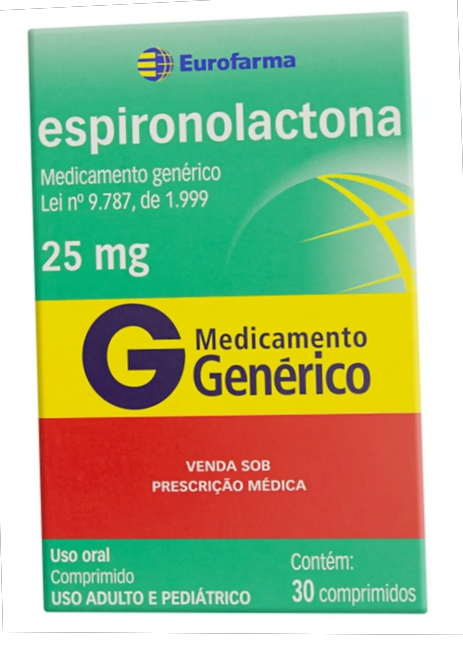 Eurofarma
espironolactona
Medicamento genérico
Lei nº 9.787, de 1.999
25 mg
G Medicamento
Genérico
VENDA SOB
PRESCRIÇÃO MÉDICA
Uso oral
Comprimido
USO ADULTO E PEDIÁTRICO
Contém:
30 comprimidos